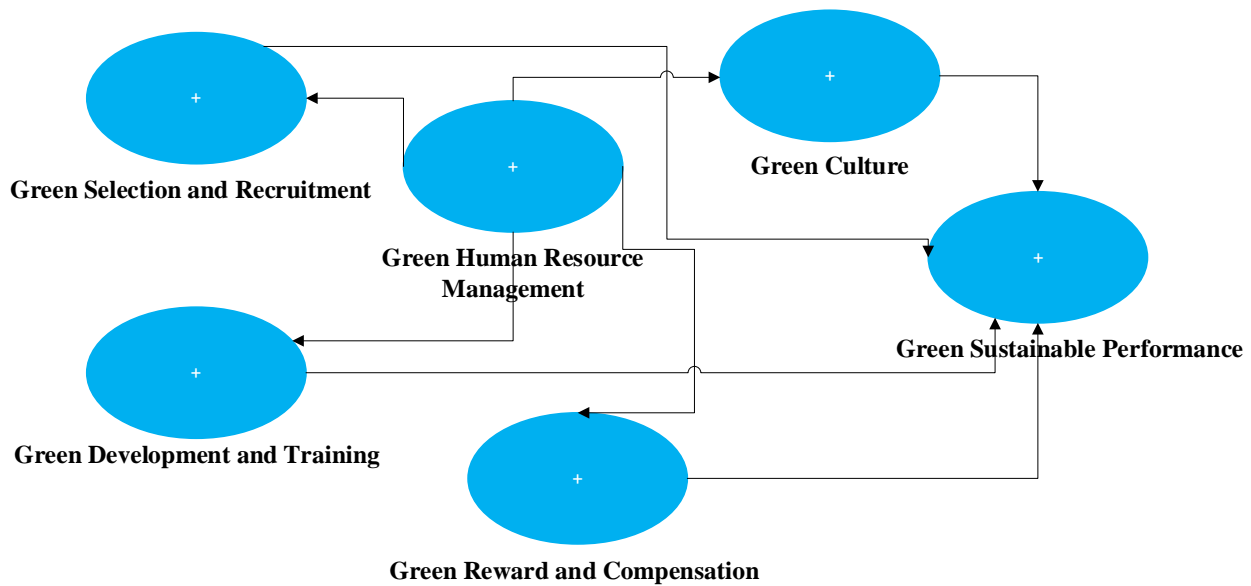 Green Selection and Recruitment
Green Culture
Green Human Resource
Management
Green Sustainable Performance
Green Development and Training
Green Reward and Compensation